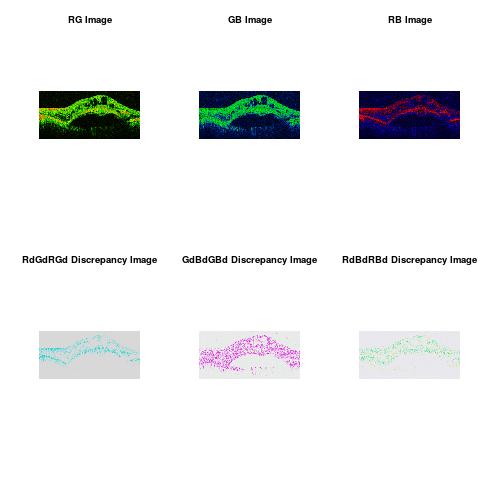 RG Image
GB Image
RB Image
RdGdRGd Discrepancy Image
GdBdGBd Discrepancy Image
RdBdRBd Discrepancy Image